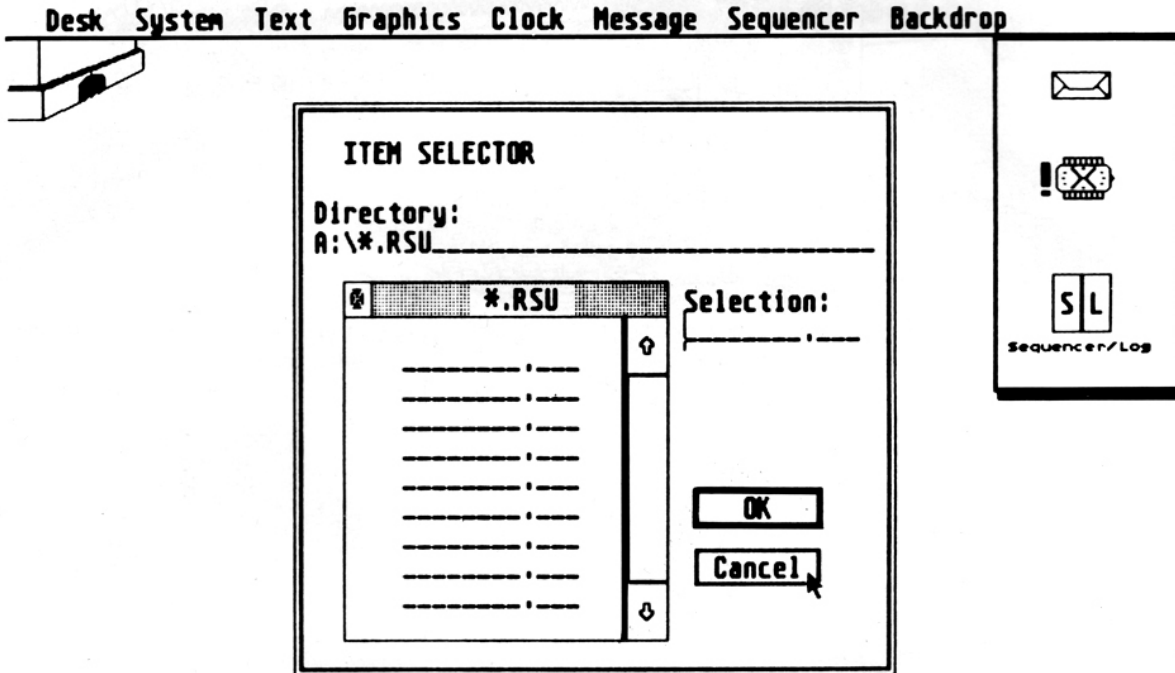 Desk System Text Graphics Clock Message Sequencer Backdrop
ITEM SELECTOR
Directory:
A:\*.RSU
*.RSU
Selection:
!
S L
Sequencer/Log
OK
Cancel